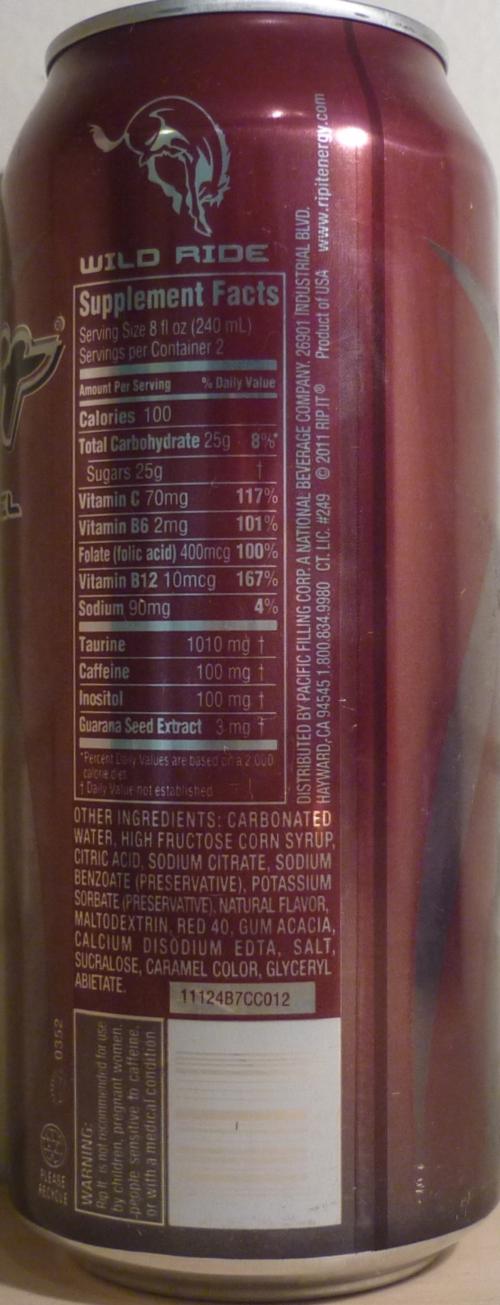 WILD RIDE
Supplement Facts
Serving Size 8 fl oz (240 mL)
Servings per Container 2
Amount Per Serving % Daily Value
Calories 100
Total Carbohydrate 25g 8%*
Sugars 25g †
Vitamin C 70mg 117%
Vitamin B6 2mg 101%
Folate (folic acid) 400mcg 100%
Vitamin B12 10mcg 167%
Sodium 90mg 4%
Taurine 1010 mg †
Caffeine 100 mg †
Inositol 100 mg †
Guarana Seed Extract 3 mg †
*Percent Daily Values are based on a 2,000
calorie diet
† Daily Value not established
DISTRIBUTED BY PACIFIC FILLING CORP. A NATIONAL BEVERAGE COMPANY, 26901 INDUSTRIAL BLVD.
HAYWARD, CA 94545 1.800.834.9980 CT. LIC. #249 © 2011 RIP IT® Product of USA www.ripitenergy.com
OTHER INGREDIENTS: CARBONATED
WATER, HIGH FRUCTOSE CORN SYRUP,
CITRIC ACID, SODIUM CITRATE, SODIUM
BENZOATE (PRESERVATIVE), POTASSIUM
SORBATE (PRESERVATIVE), NATURAL FLAVOR,
MALTODEXTRIN, RED 40, GUM ACACIA,
CALCIUM DISODIUM EDTA, SALT,
SUCRALOSE, CARAMEL COLOR, GLYCERYL
ABIETATE.
11124B7CC012
WARNING:
Rip It is not recommended for use
by children, pregnant women,
people sensitive to caffeine,
or with a medical condition.
0352
PLEASE
RECYCLE